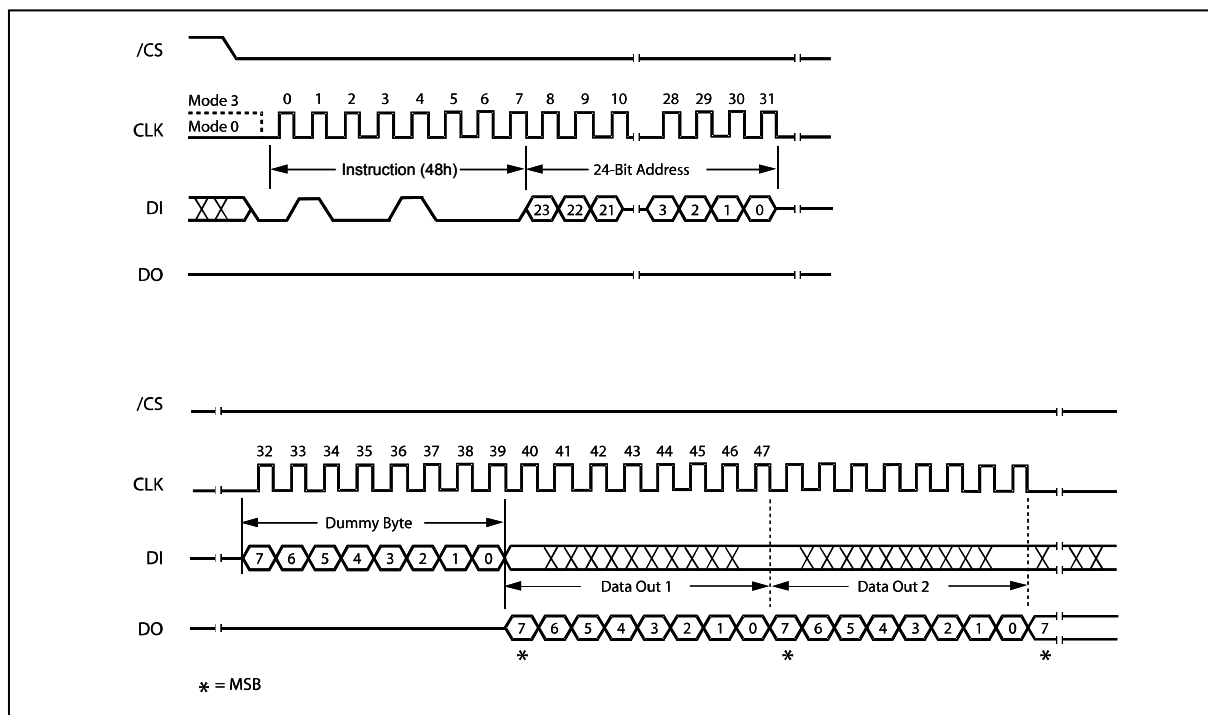 /CS
Mode 3
0 1 2 3 4 5 6 7 8 9 10 28 29 30 31
CLK
Mode 0
Instruction (48h)
24-Bit Address
DI
23 22 21 3 2 1 0
DO
/CS
32 33 34 35 36 37 38 39 40 41 42 43 44 45 46 47
CLK
Dummy Byte
DI
7 6 5 4 3 2 1 0
Data Out 1
Data Out 2
DO
7 6 5 4 3 2 1 0 7 6 5 4 3 2 1 0 7
* * *
* = MSB